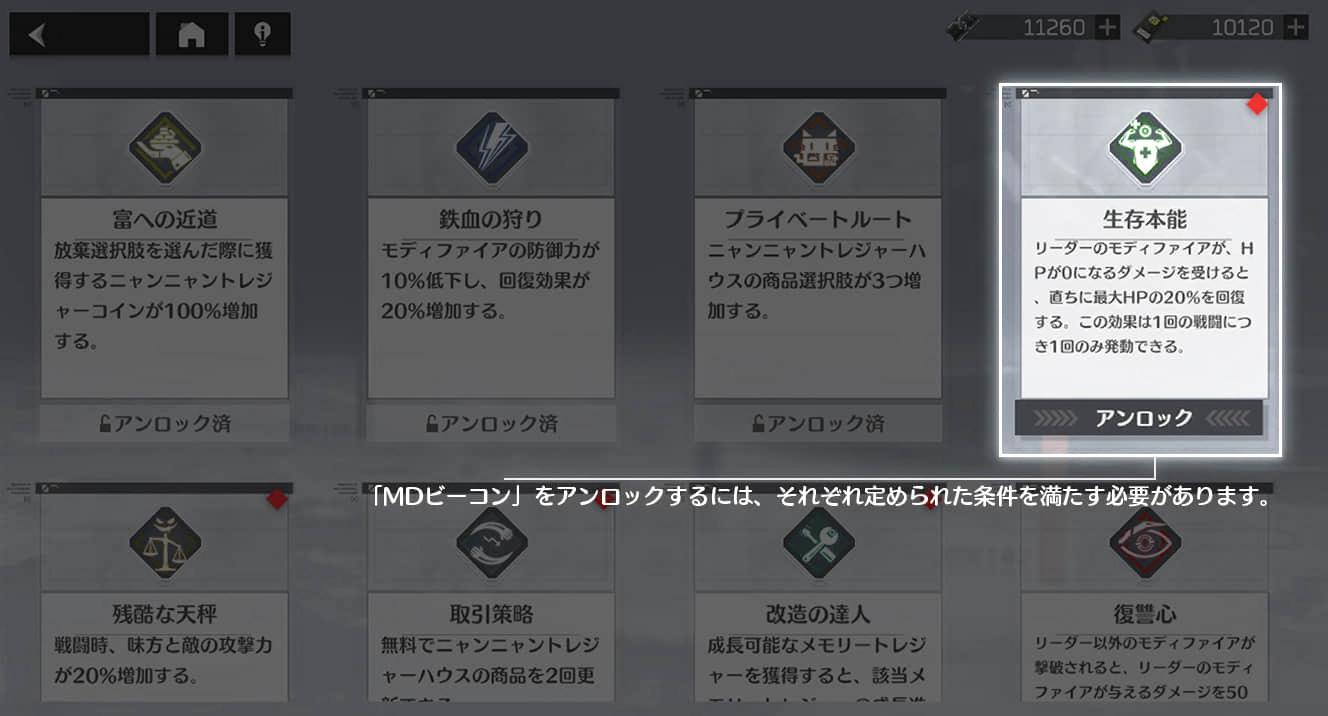 11260
10120
富への近道
放棄選択肢を選んだ際に獲
得するニャンニャントレジ
ャーコインが100%増加
する。
アンロック済
鉄血の狩り
モディファイアの防御力が
10%低下し、回復効果が
20%増加する。
アンロック済
プライベートルート
ニャンニャントレジャーハ
ウスの商品選択肢が3つ増
加する。
アンロック済
生存本能
リーダーのモディファイアが、H
Pが0になるダメージを受けると
、直ちに最大HPの20%を回復
する。この効果は1回の戦闘につ
き1回のみ発動できる。
アンロック
「MDビーコン」をアンロックするには、それぞれ定められた条件を満たす必要があります。
残酷な天秤
戦闘時、味方と敵の攻撃力
が20%増加する。
取引策略
無料でニャンニャントレジ
ャーハウスの商品を2回更
改造の達人
成長可能なメモリートレジ
ャーを獲得すると、該当メ
復讐心
リーダー以外のモディファイアが
撃破されると、リーダーのモディ
ファイアが与えるダメージを50